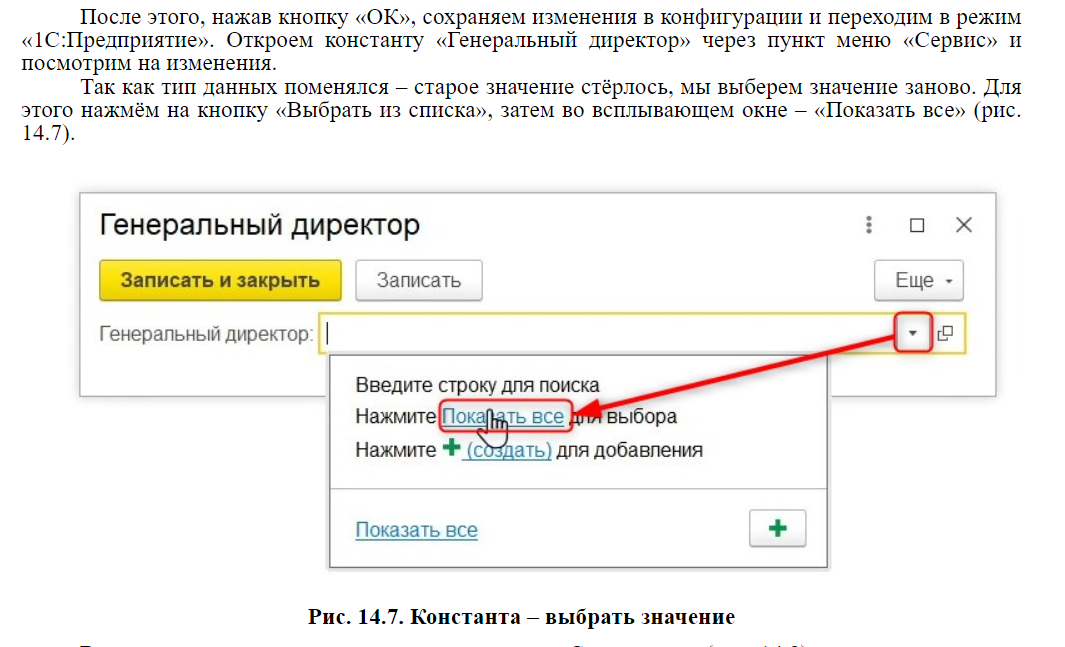 После этого, нажав кнопку «ОК», сохраняем изменения в конфигурации и переходим в режим
«1С:Предприятие». Откроем константу «Генеральный директор» через пункт меню «Сервис» и
посмотрим на изменения.
Так как тип данных поменялся – старое значение стёрлось, мы выберем значение заново. Для
этого нажмём на кнопку «Выбрать из списка», затем во всплывающем окне – «Показать все» (рис.
14.7).
Генеральный директор
Записать и закрыть Записать Еще
Генеральный директор:
Введите строку для поиска
Нажмите Показать все для выбора
Нажмите (создать) для добавления
Показать все
Рис. 14.7. Константа – выбрать значение